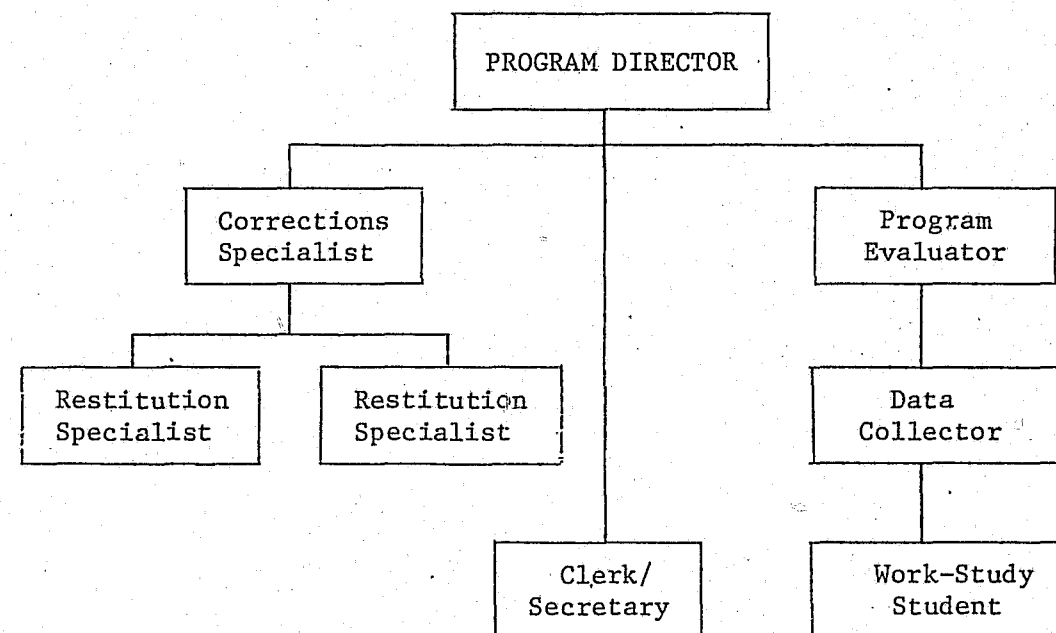 PROGRAM DIRECTOR
Corrections
Specialist
Program
Evaluator
Restitution
Specialist
Restitution
Specialist
Data
Collector
Clerk/
Secretary
Work-Study
Student